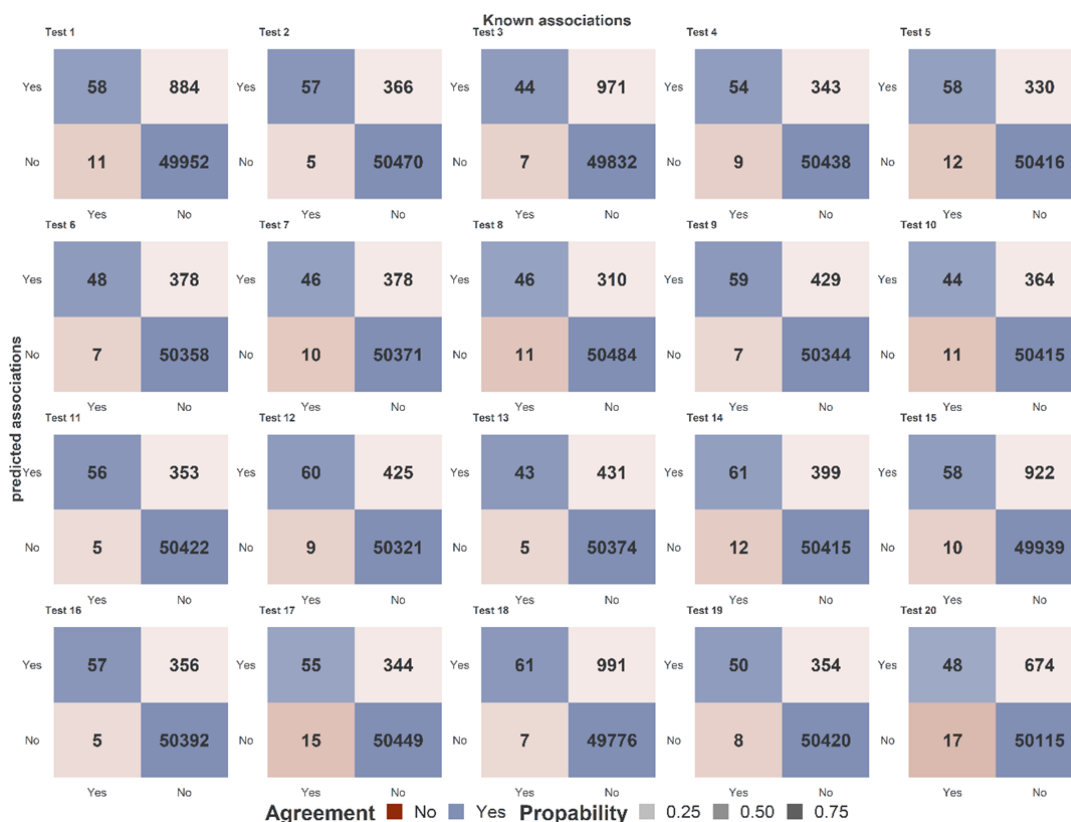 Known associations
Test 1 Test 2 Test 3 Test 4 Test 5
Yes 58 884 Yes 57 366 Yes 44 971 Yes 54 343 Yes 58 330
No 11 49952 No 5 50470 No 7 49832 No 9 50438 No 12 50416
Yes No Yes No Yes No Yes No Yes No
Test 6 Test 7 Test 8 Test 9 Test 10
Yes 48 378 Yes 46 378 Yes 46 310 Yes 59 429 Yes 44 364
No 7 50358 No 10 50371 No 11 50484 No 7 50344 No 11 50415
Yes No Yes No Yes No Yes No Yes No
predicted associations
Test 11 Test 12 Test 13 Test 14 Test 15
Yes 56 353 Yes 60 425 Yes 43 431 Yes 61 399 Yes 58 922
No 5 50422 No 9 50321 No 5 50374 No 12 50415 No 10 49939
Yes No Yes No Yes No Yes No Yes No
Test 16 Test 17 Test 18 Test 19 Test 20
Yes 57 356 Yes 55 344 Yes 61 991 Yes 50 354 Yes 48 674
No 5 50392 No 15 50449 No 7 49776 No 8 50420 No 17 50115
Yes No Yes No Yes No Yes No Yes No
Agreement No Yes Propability 0.25 0.50 0.75